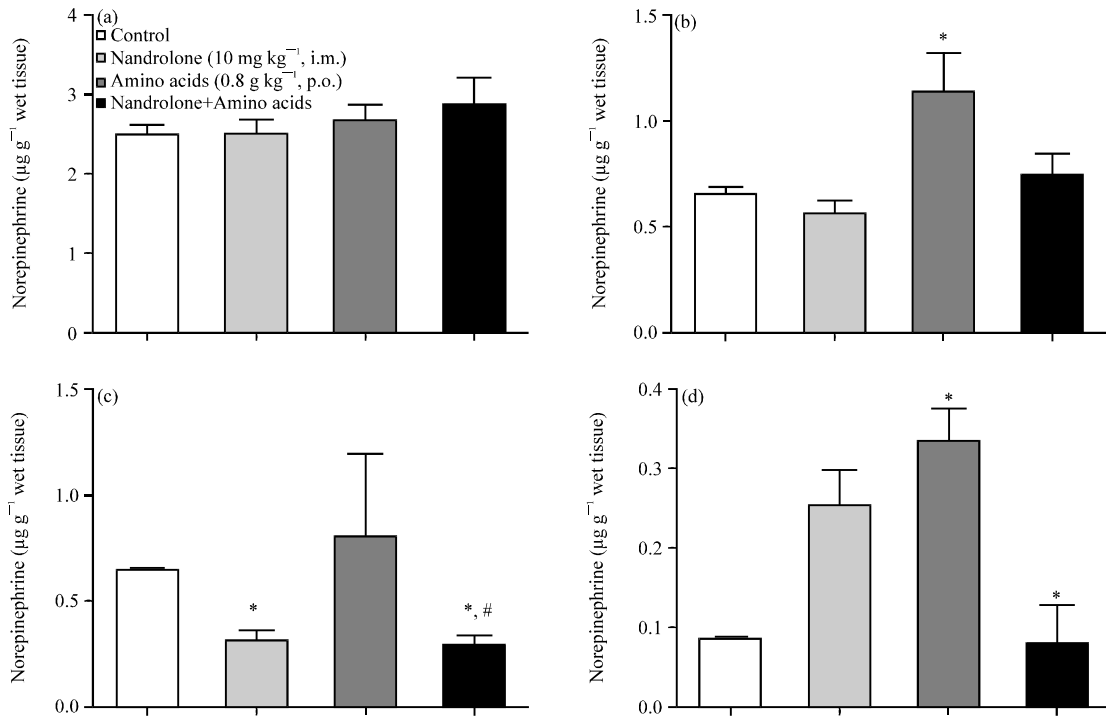 (a)
Control
Nandrolone (10 mg kg⁻¹, i.m.)
Amino acids (0.8 g kg⁻¹, p.o.)
Nandrolone+Amino acids
Norepinephrine (µg g⁻¹ wet tissue)
4
3
2
1
0
(b)
Norepinephrine (µg g⁻¹ wet tissue)
1.5
1.0
0.5
0.0
*
(c)
Norepinephrine (µg g⁻¹ wet tissue)
1.5
1.0
0.5
0.0
*
*, #
(d)
Norepinephrine (µg g⁻¹ wet tissue)
0.4
0.3
0.2
0.1
0.0
*
*